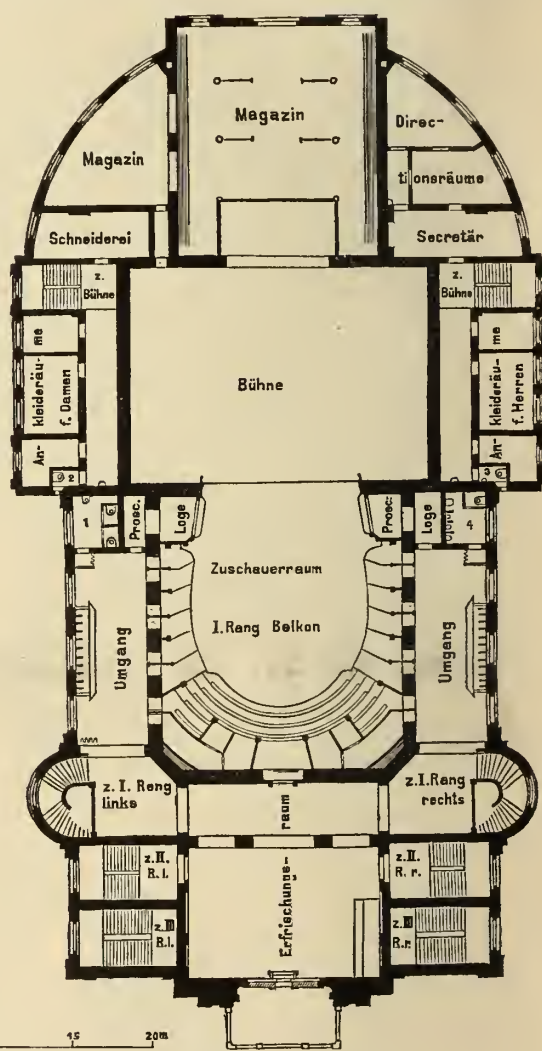 Magazin
Direc-
Magazin
tionsräume
Schneiderei
Secretär
z.
Bühne
z.
Bühne
An-
kleideräu-
me
f. Damen
Bühne
An-
kleideräu-
me
f. Herren
2
3
1
Prosc.
Loge
Prosc.
Loge
4
Zuschauerraum
I. Rang Balkon
Umgang
Umgang
z. I. Rang
links
z. I. Rang
rechts
Erfrischungs-
raum
z. II.
R. l.
z. II.
R. r.
z. III
R. l.
z. III
R. r.
15
20m